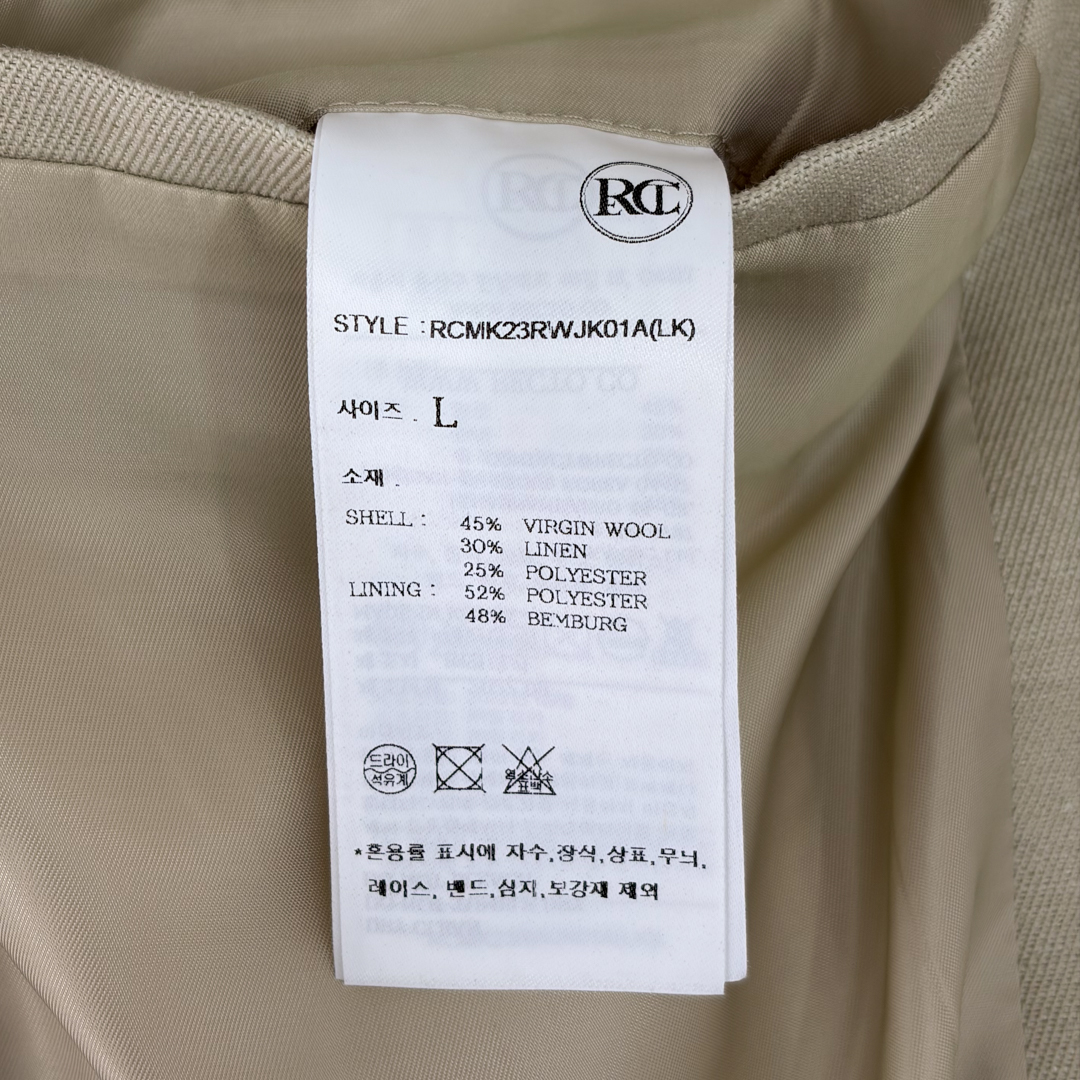 RCT
STYLE : RCMK23RWJK01A(LK)
사이즈 . L
소재 .
SHELL : 45% VIRGIN WOOL
30% LINEN
25% POLYESTER
LINING : 52% POLYESTER
48% BEMBURG
드라이
석유계
염소산소
표백
*혼용률 표시에 자수,장식,상표,무늬,
레이스, 밴드,심지,보강재 제외